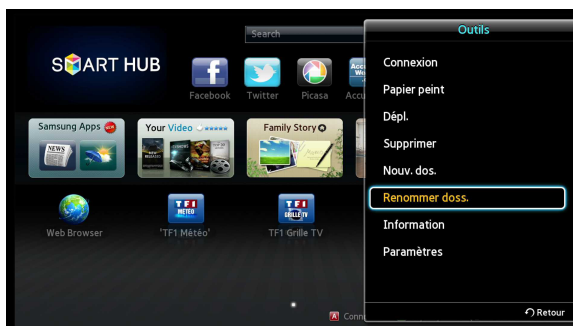 Search
SMART HUB
Facebook
Twitter
Picasa
Accu
Samsung Apps NEW
NEWS
Your Video
Family Story
Web Browser
TF1 MÉTÉO
'TF1 Météo'
TF1 GRILLE TV
TF1 Grille TV
A Conn
Outils
Connexion
Papier peint
Dépl.
Supprimer
Nouv. dos.
Renommer doss.
Information
Paramètres
Retour